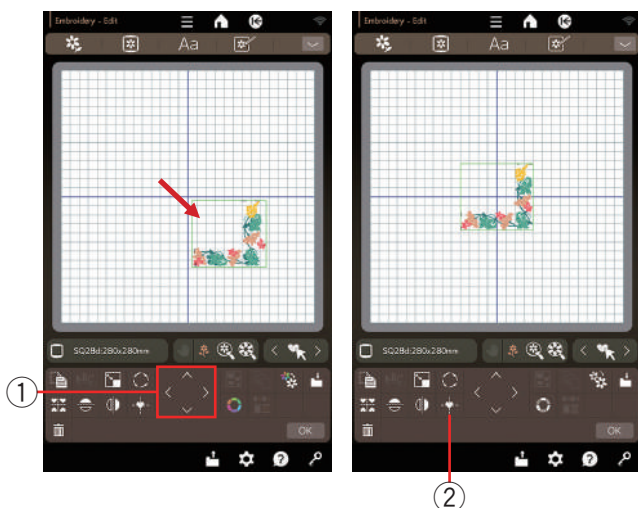 Embroidery - Edit
Aa
SQ28d:280x280mm
OK
①
Embroidery - Edit
Aa
SQ28d:280x280mm
OK
②